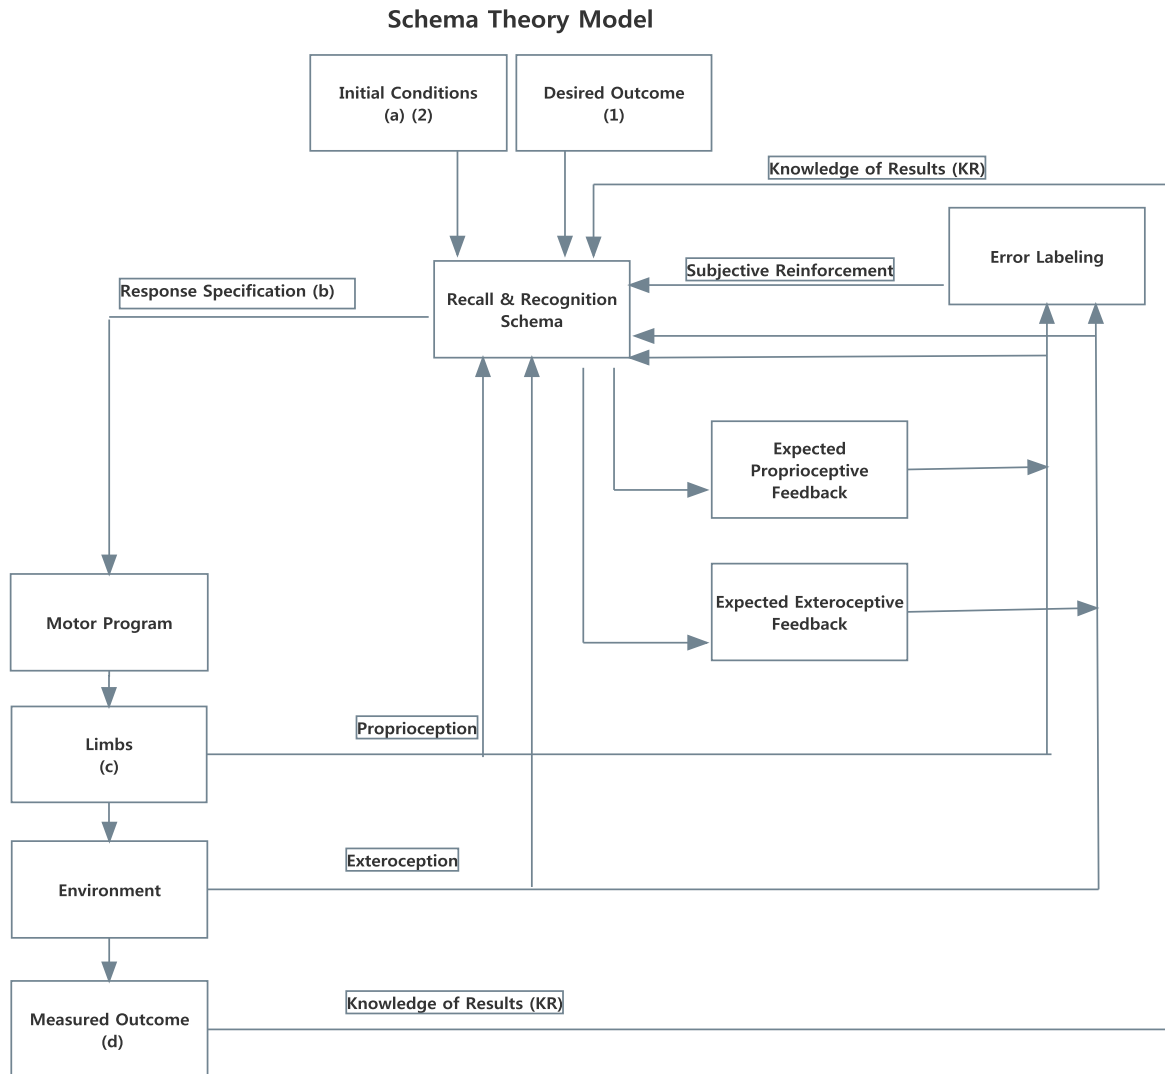 Schema Theory Model
Initial Conditions
(a) (2)
Desired Outcome
(1)
Knowledge of Results (KR)
Error Labeling
Subjective Reinforcement
Response Specification (b)
Recall & Recognition
Schema
Expected
Proprioceptive
Feedback
Expected Exteroceptive
Feedback
Motor Program
Limbs
(c)
Proprioception
Environment
Exteroception
Measured Outcome
(d)
Knowledge of Results (KR)